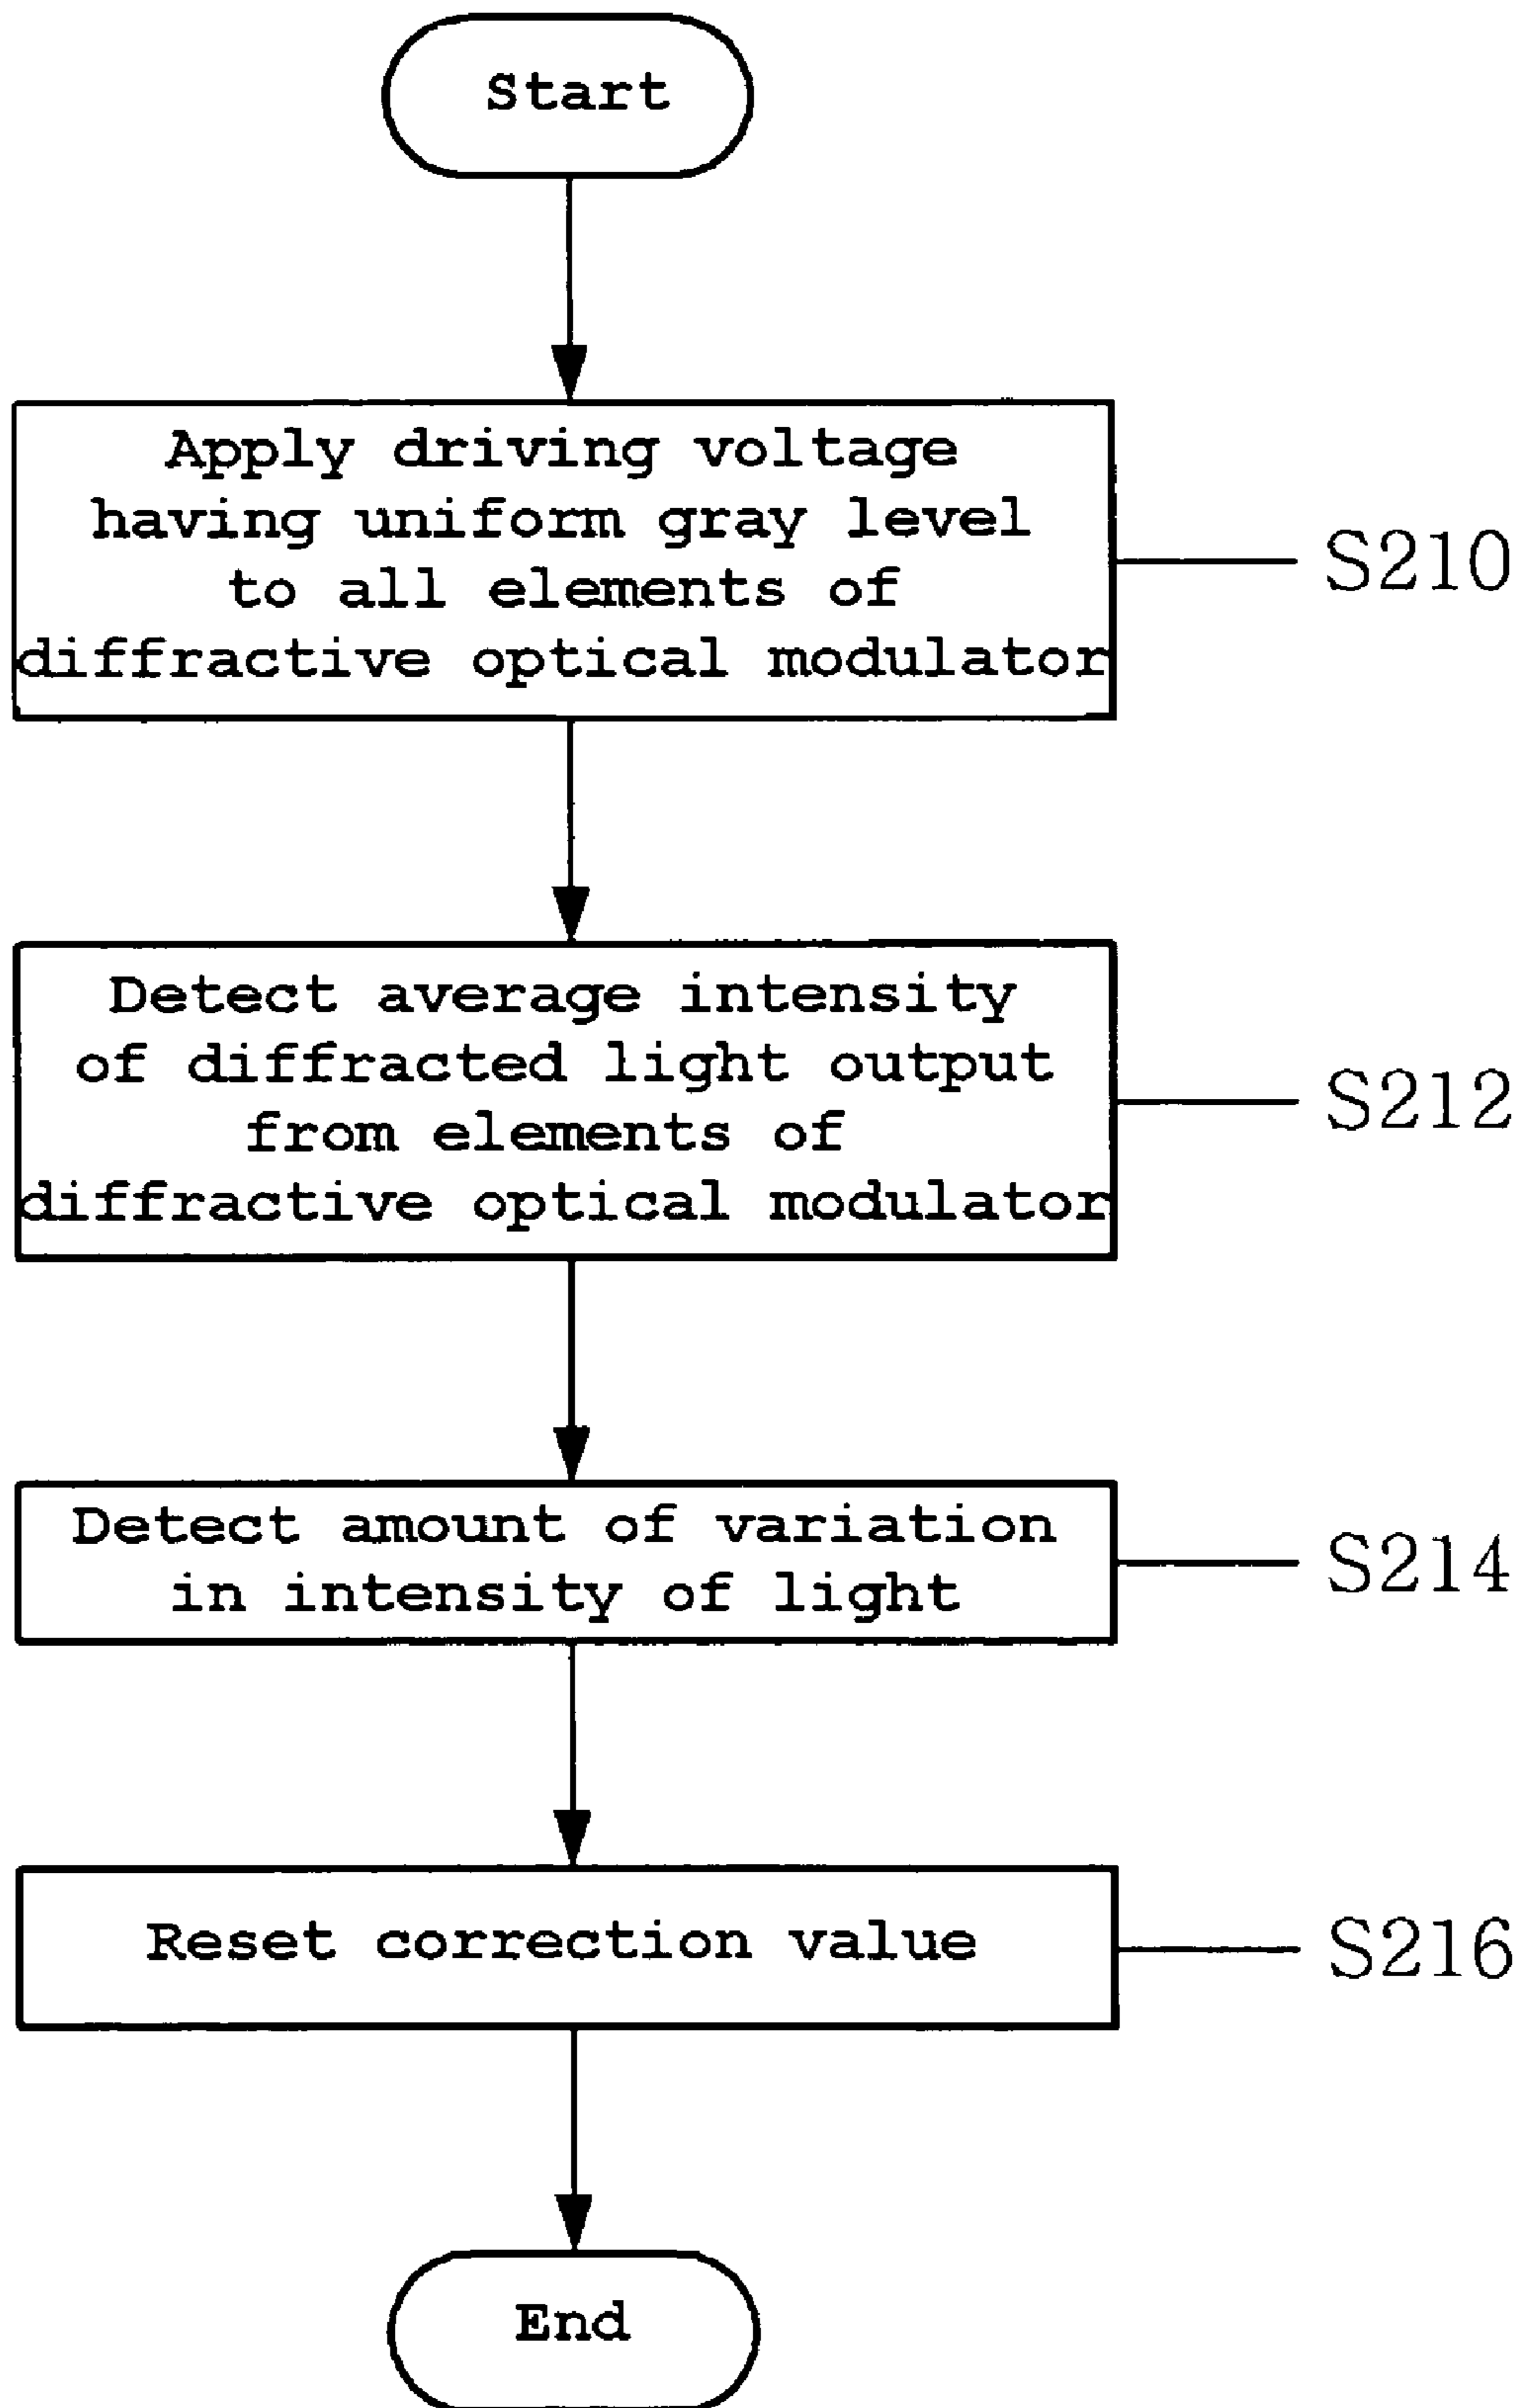 Start
Apply driving voltage
having uniform gray level
to all elements of
diffractive optical modulator
S210
Detect average intensity
of diffracted light output
from elements of
diffractive optical modulator
S212
Detect amount of variation
in intensity of light
S214
Reset correction value
S216
End